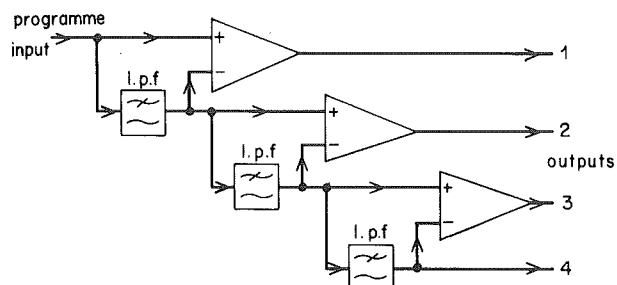 programme
input
+
−
1
l.p.f
+
−
2
outputs
l.p.f
+
−
3
l.p.f
4